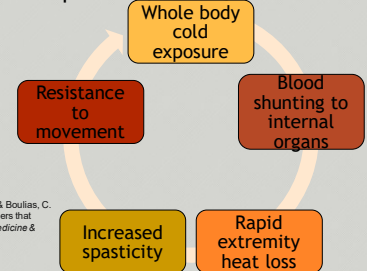 Whole body
cold
exposure
Blood
shunting to
internal
organs
Rapid
extremity
heat loss
Increased
spasticity
Resistance
to
movement
& Boulias, C.
ers that
edicine &